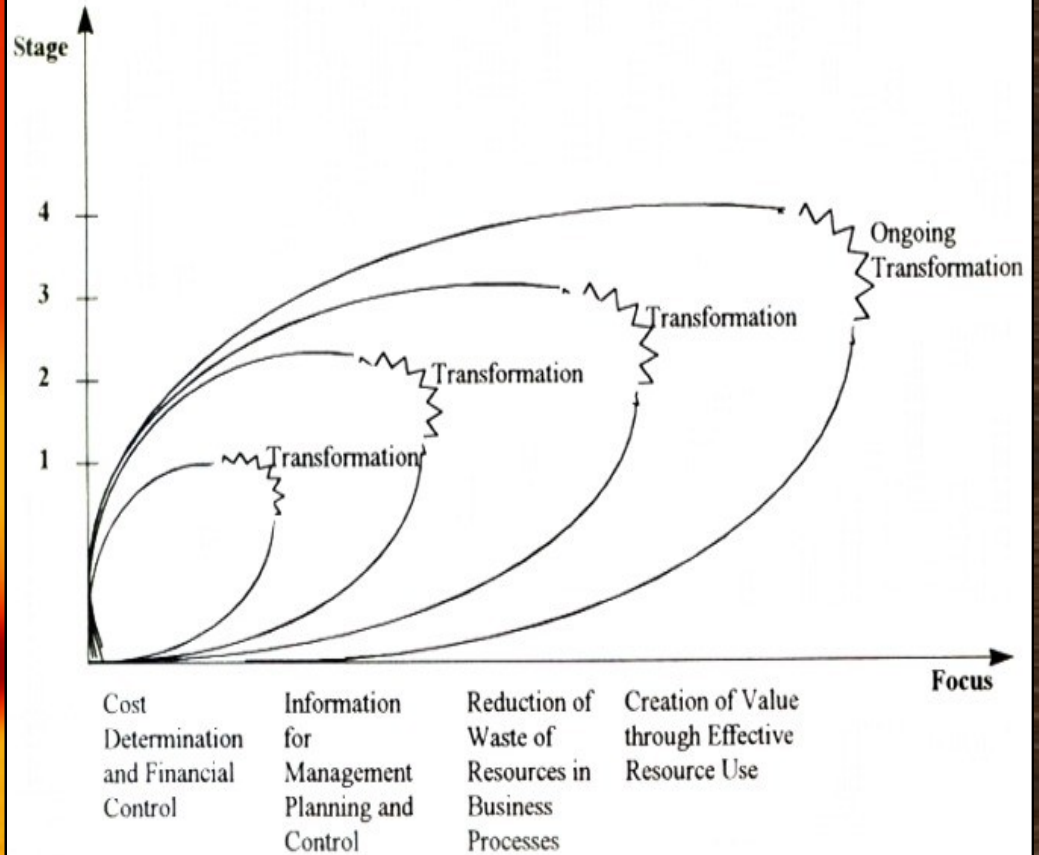 Stage
4
Ongoing
Transformation
3
Transformation
2
Transformation
1
Transformation
Focus
Cost
Determination
and Financial
Control
Information
for
Management
Planning and
Control
Reduction of
Waste of
Resources in
Business
Processes
Creation of Value
through Effective
Resource Use